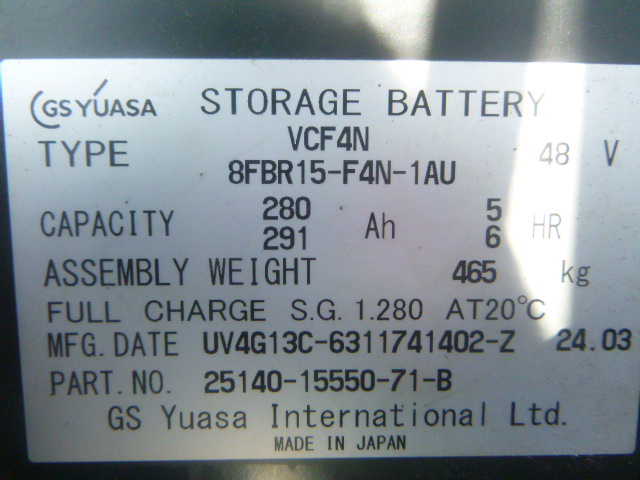 GS YUASA STORAGE BATTERY
TYPE VCF4N 48 V
8FBR15-F4N-1AU
CAPACITY 280 Ah 5 HR
291 6
ASSEMBLY WEIGHT 465 kg
FULL CHARGE S.G. 1.280 AT20℃
MFG.DATE UV4G13C-6311741402-Z 24.03
PART.NO. 25140-15550-71-B
GS Yuasa International Ltd.
MADE IN JAPAN